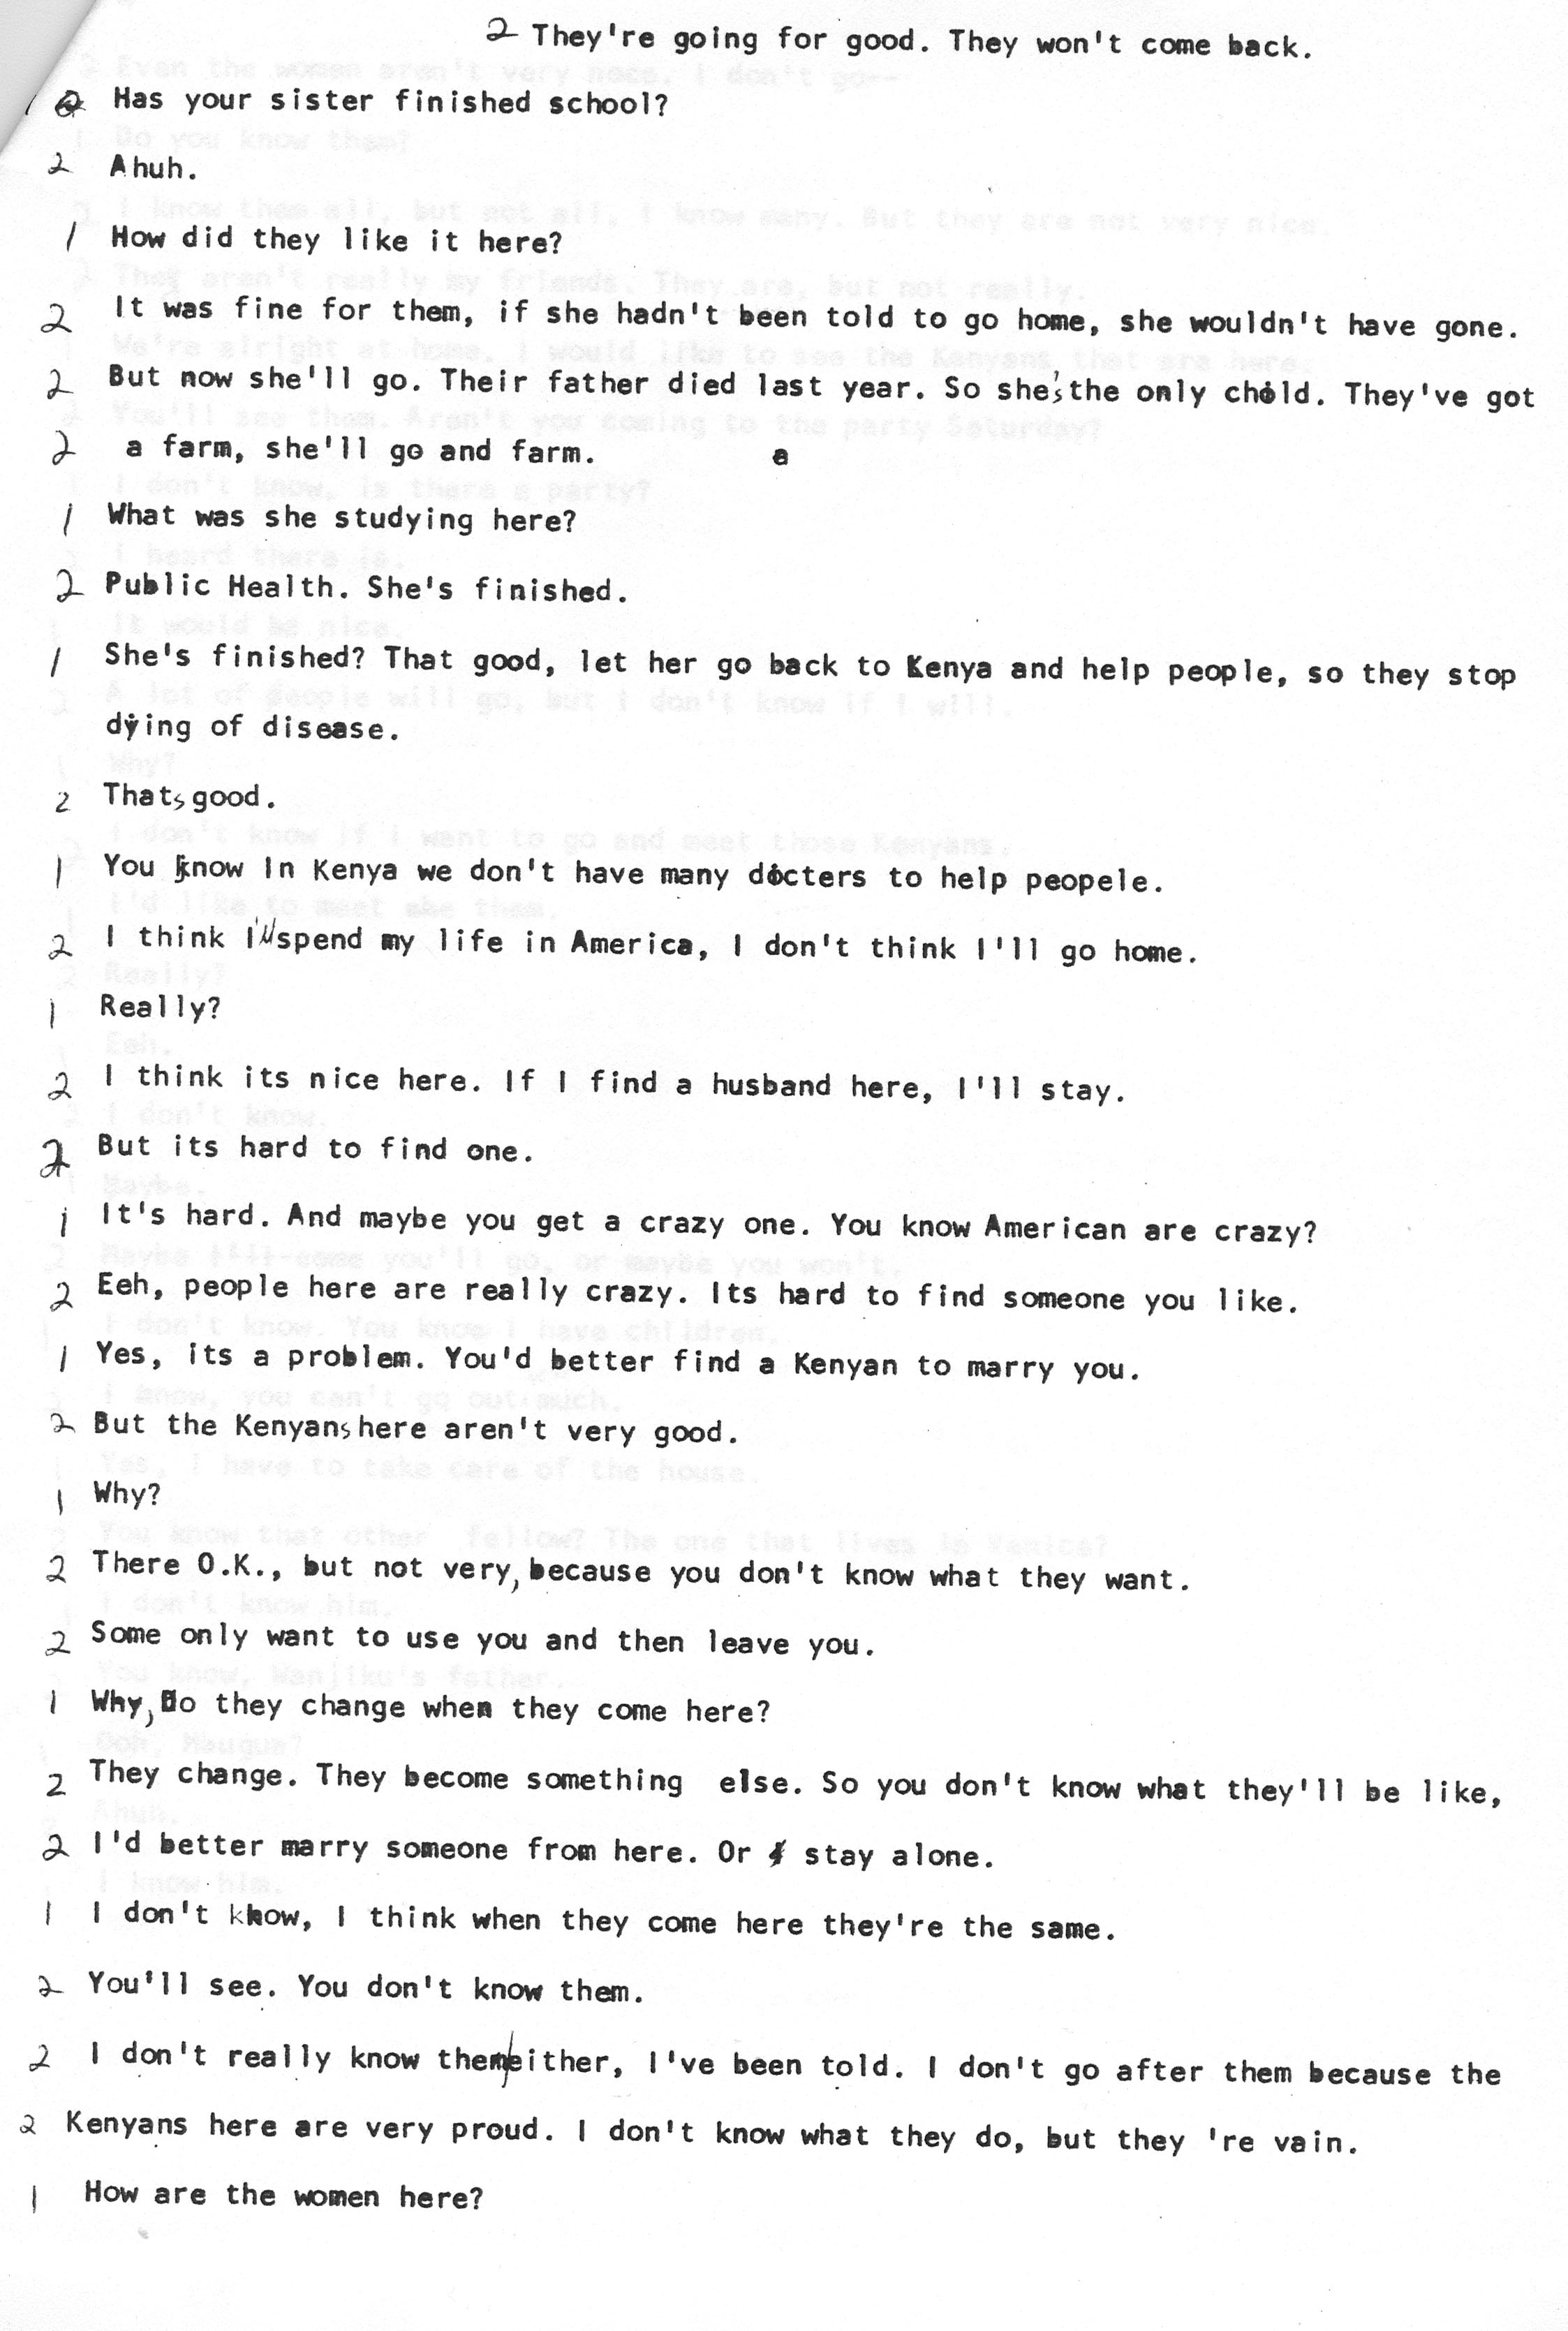 2 They're going for good. They won't come back.
1 Has your sister finished school?
2 Ahuh.
1 How did they like it here?
2 It was fine for them, if she hadn't been told to go home, she wouldn't have gone.
2 But now she'll go. Their father died last year. So she's the only child. They've got
2 a farm, she'll go and farm. a
1 What was she studying here?
2 Public Health. She's finished.
1 She's finished? That good, let her go back to Kenya and help people, so they stop
dying of disease.
2 Thats good.
1 You know In Kenya we don't have many docters to help peopele.
2 I think I'll spend my life in America, I don't think I'll go home.
1 Really?
2 I think its nice here. If I find a husband here, I'll stay.
2 But its hard to find one.
1 It's hard. And maybe you get a crazy one. You know American are crazy?
2 Eeh, people here are really crazy. Its hard to find someone you like.
1 Yes, its a problem. You'd better find a Kenyan to marry you.
2 But the Kenyans here aren't very good.
1 Why?
2 There O.K., but not very, because you don't know what they want.
2 Some only want to use you and then leave you.
1 Why, Do they change when they come here?
2 They change. They become something else. So you don't know what they'll be like,
2 I'd better marry someone from here. Or stay alone.
1 I don't know, I think when they come here they're the same.
2 You'll see. You don't know them.
2 I don't really know them either, I've been told. I don't go after them because the
2 Kenyans here are very proud. I don't know what they do, but they 're vain.
1 How are the women here?